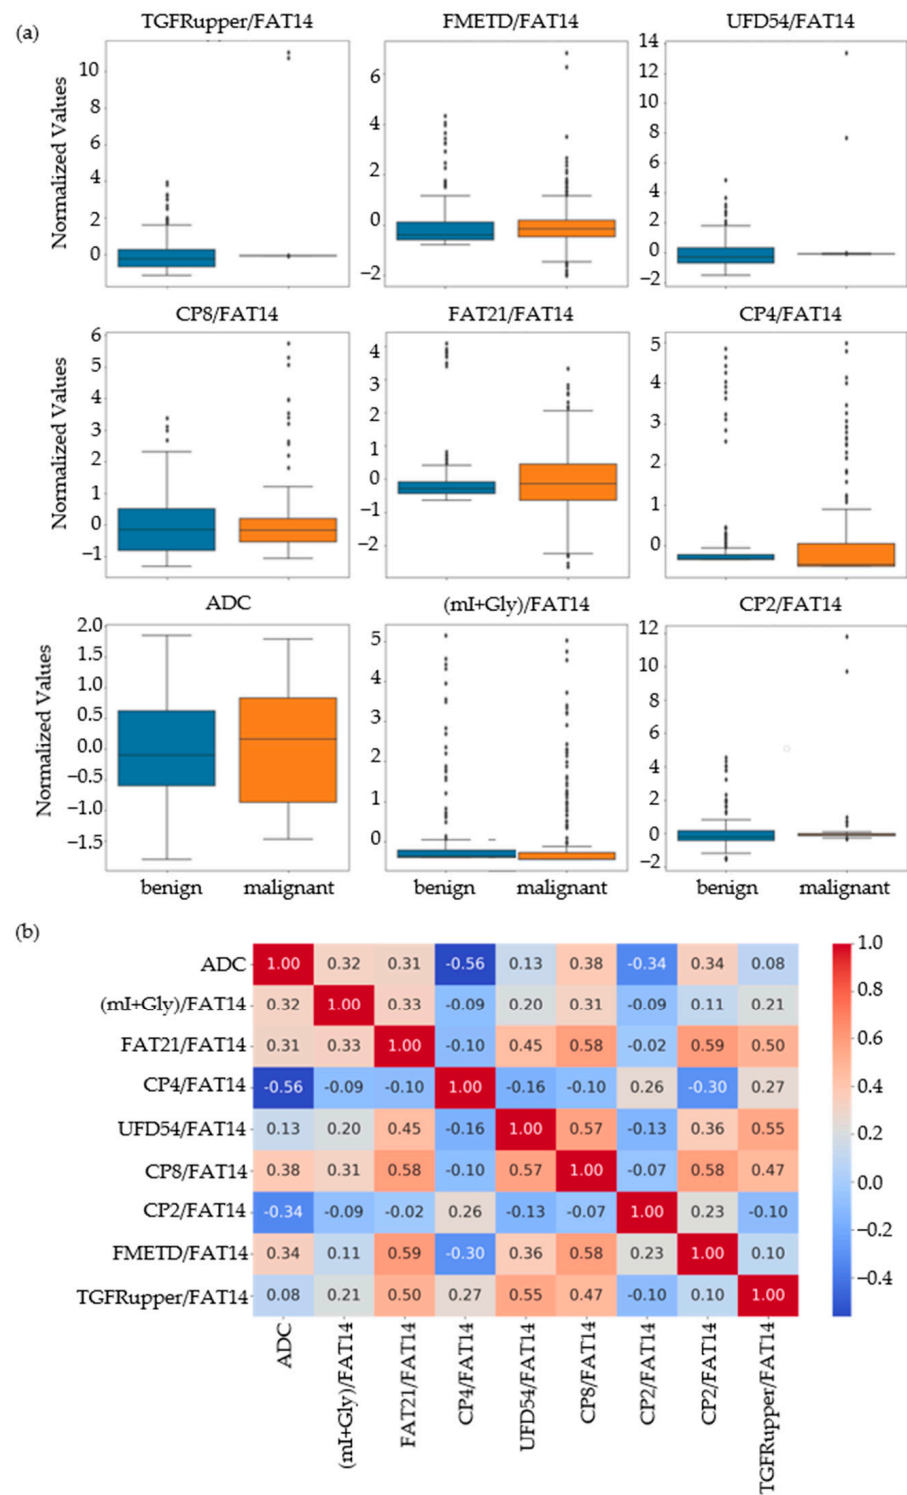 (a)
TGFRupper/FAT14 FMETD/FAT14 UFD54/FAT14
Normalized Values
10
8
6
4
2
0
6
4
2
0
−2
14
12
10
8
6
4
2
0
−2
CP8/FAT14 FAT21/FAT14 CP4/FAT14
Normalized Values
6
5
4
3
2
1
0
−1
4
3
2
1
0
−1
−2
5
4
3
2
1
0
ADC (mI+Gly)/FAT14 CP2/FAT14
Normalized Values
2.0
1.5
1.0
0.5
0.0
−0.5
−1.0
−1.5
5
4
3
2
1
0
12
10
8
6
4
2
0
−2
benign malignant benign malignant benign malignant
(b)
ADC 1.00 0.32 0.31 -0.56 0.13 0.38 -0.34 0.34 0.08
(mI+Gly)/FAT14 0.32 1.00 0.33 -0.09 0.20 0.31 -0.09 0.11 0.21
FAT21/FAT14 0.31 0.33 1.00 -0.10 0.45 0.58 -0.02 0.59 0.50
CP4/FAT14 -0.56 -0.09 -0.10 1.00 -0.16 -0.10 0.26 -0.30 0.27
UFD54/FAT14 0.13 0.20 0.45 -0.16 1.00 0.57 -0.13 0.36 0.55
CP8/FAT14 0.38 0.31 0.58 -0.10 0.57 1.00 -0.07 0.58 0.47
CP2/FAT14 -0.34 -0.09 -0.02 0.26 -0.13 -0.07 1.00 0.23 -0.10
FMETD/FAT14 0.34 0.11 0.59 -0.30 0.36 0.58 0.23 1.00 0.10
TGFRupper/FAT14 0.08 0.21 0.50 0.27 0.55 0.47 -0.10 0.10 1.00
ADC
(mI+Gly)/FAT14
FAT21/FAT14
CP4/FAT14
UFD54/FAT14
CP8/FAT14
CP2/FAT14
CP2/FAT14
TGFRupper/FAT14
1.0
0.8
0.6
0.4
0.2
0.0
−0.2
−0.4